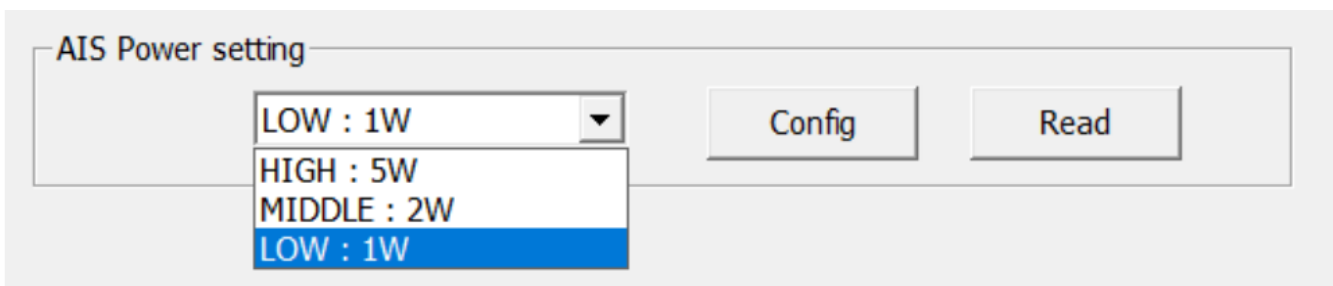 AIS Power setting
LOW : 1W
Config
Read
HIGH : 5W
MIDDLE : 2W
LOW : 1W